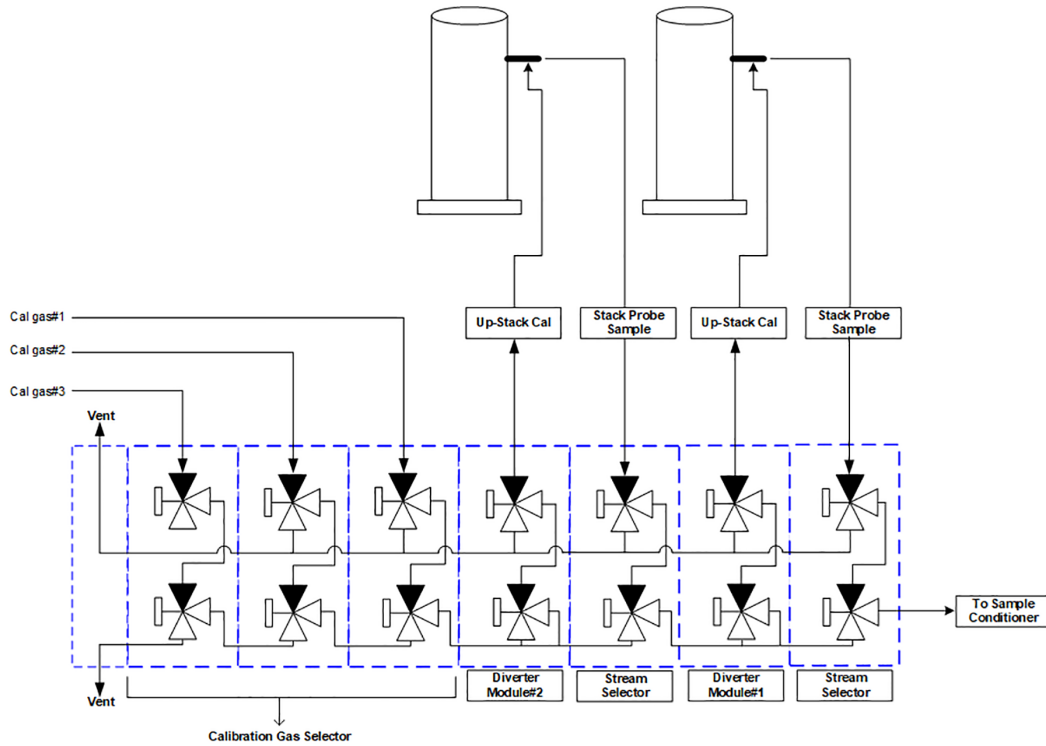 Cal gas#1
Cal gas#2
Cal gas#3
Vent
Up-Stack Cal
Stack Probe
Sample
Up-Stack Cal
Stack Probe
Sample
To Sample
Conditioner
Vent
Diverter
Module#2
Stream
Selector
Diverter
Module#1
Stream
Selector
Calibration Gas Selector